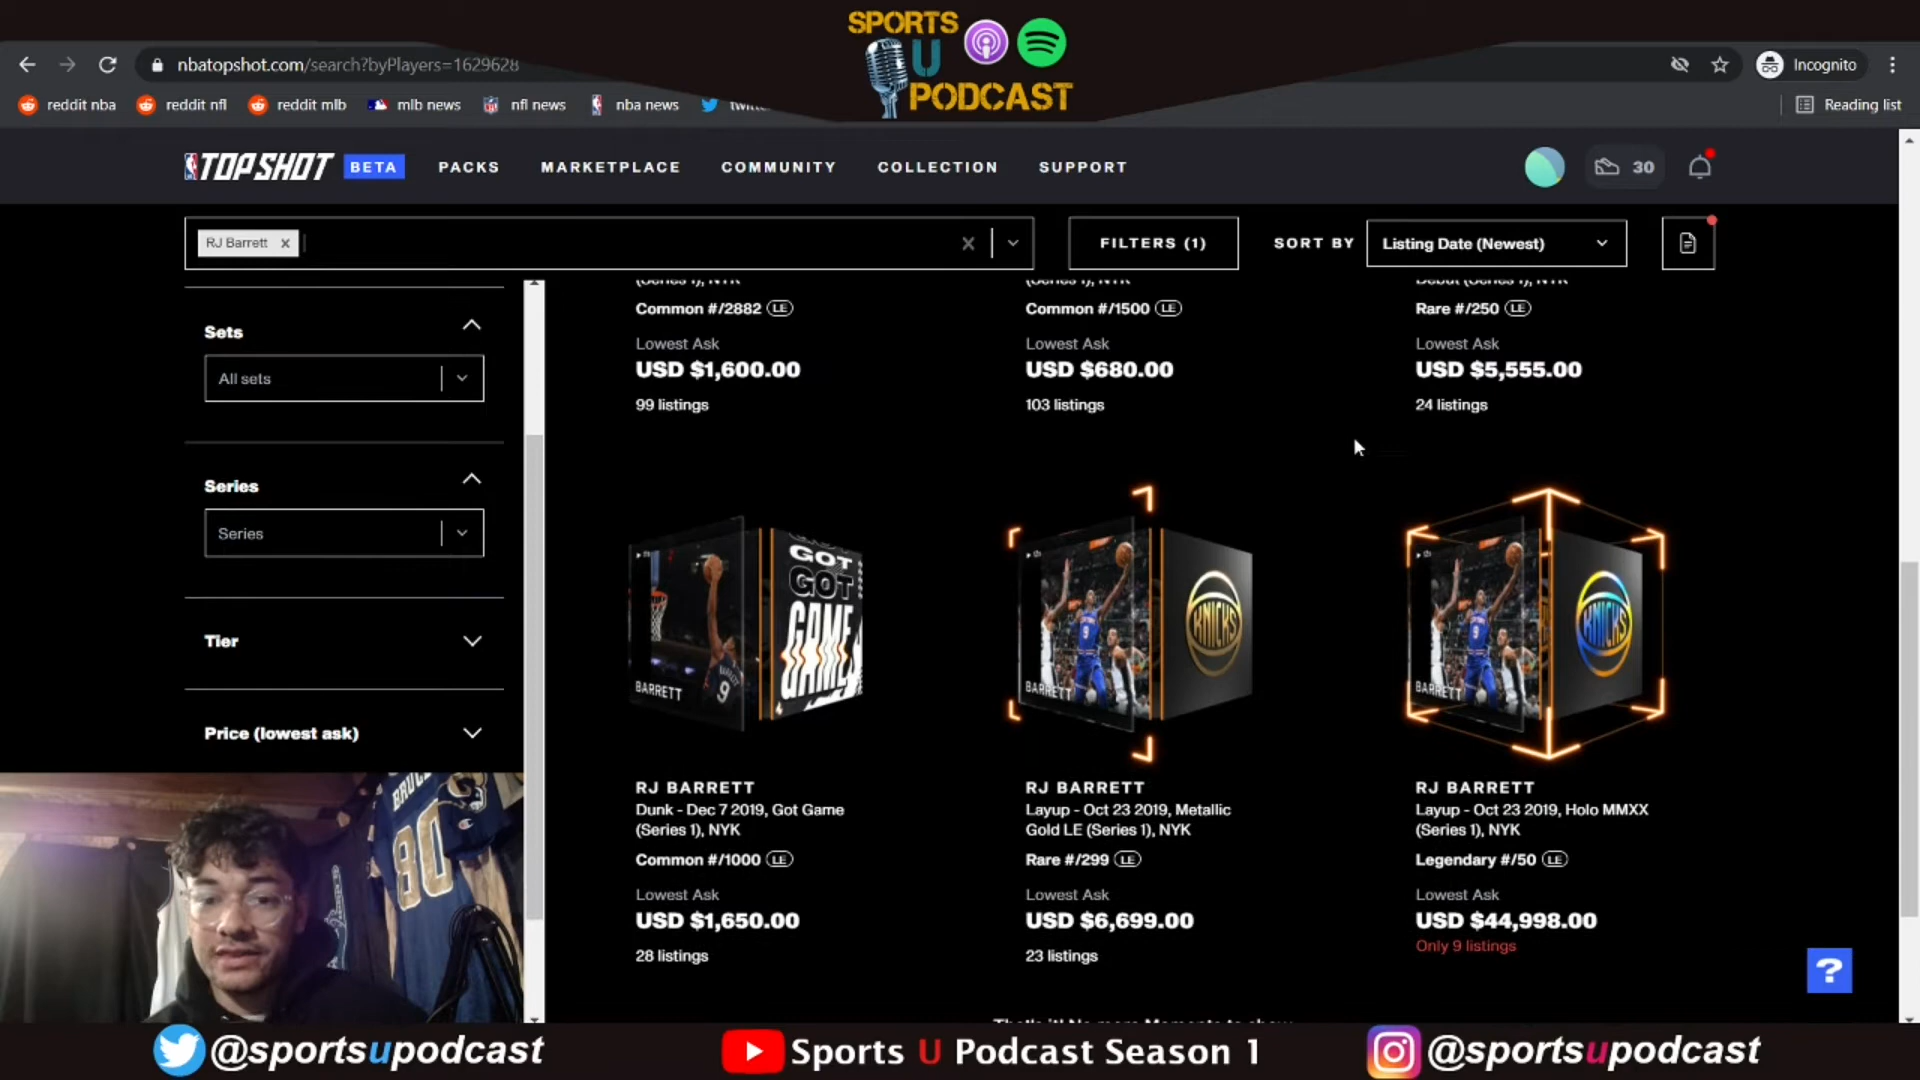 SPORTS
U
PODCAST
nbatopshot.com/search?byPlayers=1629628
Incognito
reddit nba
reddit nfl
reddit mlb
mlb news
nfl news
nba news
Reading list
TOP SHOT
BETA
PACKS
MARKETPLACE
COMMUNITY
COLLECTION
SUPPORT
30
RJ Barrett
FILTERS (1)
SORT BY
Listing Date (Newest)
Sets
All sets
Series
Series
Tier
Price (lowest ask)
(Series 1), NYK
Common #/2882 LE
Lowest Ask
USD $1,600.00
99 listings
(Series 1), NYK
Common #/1500 LE
Lowest Ask
USD $680.00
103 listings
Debut (Series 1), NYK
Rare #/250 LE
Lowest Ask
USD $5,555.00
24 listings
GOT
GOT
GAME
BARRETT
9
RJ BARRETT
Dunk - Dec 7 2019, Got Game
(Series 1), NYK
Common #/1000 LE
Lowest Ask
USD $1,650.00
28 listings
KNICKS
BARRETT
9
RJ BARRETT
Layup - Oct 23 2019, Metallic
Gold LE (Series 1), NYK
Rare #/299 LE
Lowest Ask
USD $6,699.00
23 listings
KNICKS
BARRETT
9
RJ BARRETT
Layup - Oct 23 2019, Holo MMXX
(Series 1), NYK
Legendary #/50 LE
Lowest Ask
USD $44,998.00
Only 9 listings
?
That's it! No more Moments to show
BRUCE
80
@sportsupodcast
Sports U Podcast Season 1
@sportsupodcast